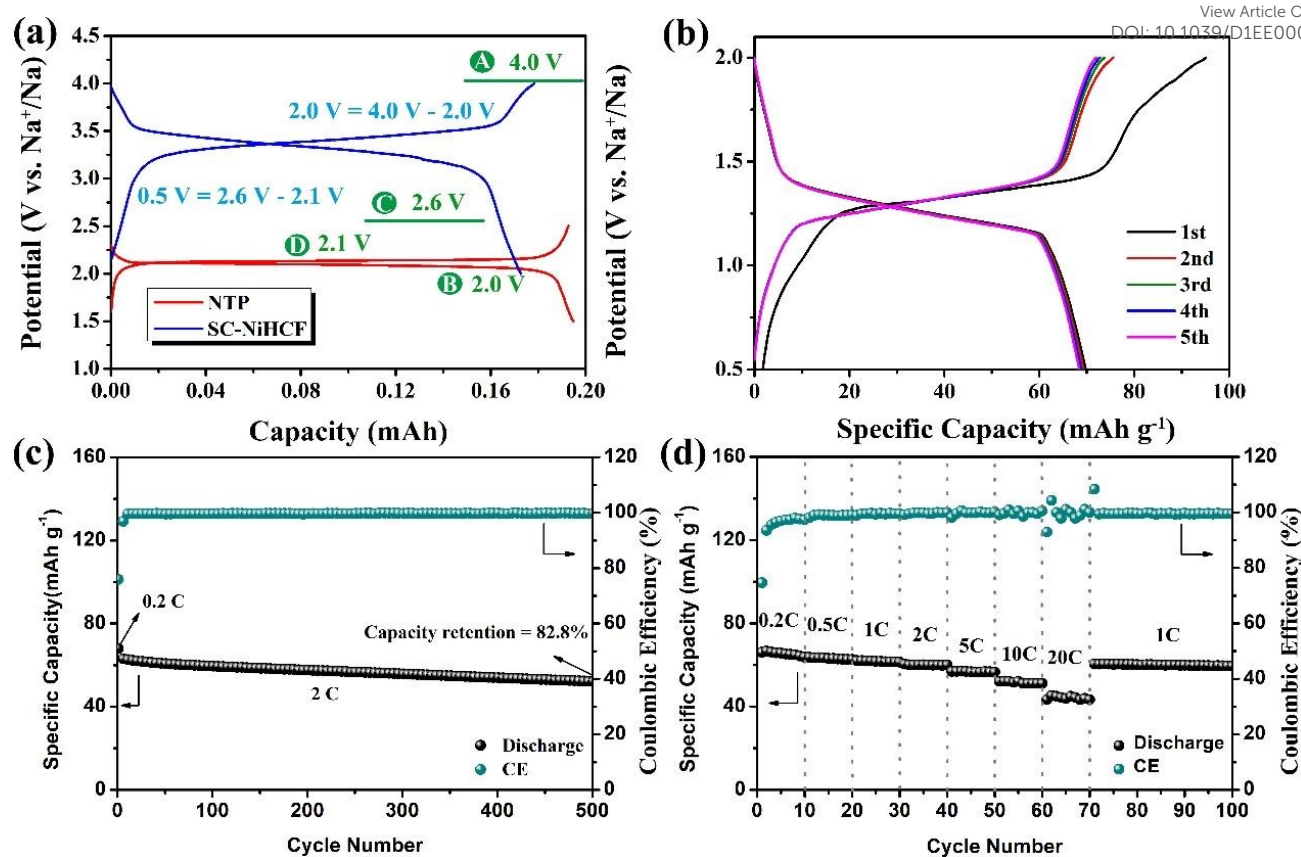 View Article O
DOI: 10.1039/D1EE000
(a)
4.5
4.0
3.5
3.0
2.5
2.0
1.5
1.0
Potential (V vs. Na⁺/Na)
A 4.0 V
2.0 V = 4.0 V - 2.0 V
0.5 V = 2.6 V - 2.1 V
C 2.6 V
D 2.1 V
B 2.0 V
NTP
SC-NiHCF
0.00 0.04 0.08 0.12 0.16 0.20
Capacity (mAh)
(b)
2.0
1.5
1.0
0.5
Potential (V vs. Na⁺/Na)
1st
2nd
3rd
4th
5th
0 20 40 60 80 100
Specific Capacity (mAh g⁻¹)
(c)
160
120
80
40
0
Specific Capacity(mAh g⁻¹)
0.2 C
2 C
Capacity retention = 82.8%
Discharge
CE
120
100
80
60
40
20
0
Coulombic Efficiency (%)
0 100 200 300 400 500
Cycle Number
(d)
160
120
80
40
0
Specific Capacity (mAh g⁻¹)
0.2C 0.5C 1C 2C 5C 10C 20C 1C
Discharge
CE
120
100
80
60
40
20
0
Coulombic Efficiency (%)
0 10 20 30 40 50 60 70 80 90 100
Cycle Number